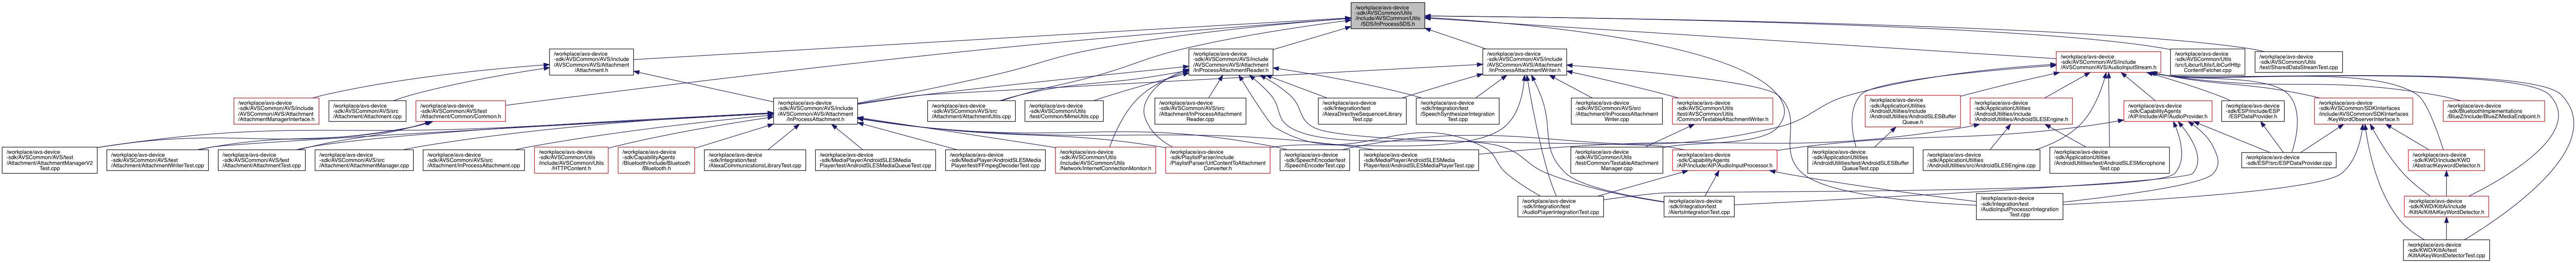 /workplace/avs-device
-sdk/AVSCommon/Utils
/include/AVSCommon/Utils
/SDS/InProcessSDS.h
/workplace/avs-device
-sdk/AVSCommon/AVS/include
/AVSCommon/AVS/Attachment
/Attachment.h
/workplace/avs-device
-sdk/AVSCommon/AVS/include
/AVSCommon/AVS/Attachment
/InProcessAttachmentReader.h
/workplace/avs-device
-sdk/AVSCommon/AVS/include
/AVSCommon/AVS/Attachment
/InProcessAttachmentWriter.h
/workplace/avs-device
-sdk/AVSCommon/AVS/include
/AVSCommon/AVS/AudioInputStream.h
/workplace/avs-device
-sdk/AVSCommon/Utils
/src/LibcurlUtils/LibCurlHttp
ContentFetcher.cpp
/workplace/avs-device
-sdk/AVSCommon/Utils
/test/SharedDataStreamTest.cpp
/workplace/avs-device
-sdk/AVSCommon/AVS/include
/AVSCommon/AVS/Attachment
/AttachmentManagerInterface.h
/workplace/avs-device
-sdk/AVSCommon/AVS/src
/Attachment/Attachment.cpp
/workplace/avs-device
-sdk/AVSCommon/AVS/test
/Attachment/Common/Common.h
/workplace/avs-device
-sdk/AVSCommon/AVS/include
/AVSCommon/AVS/Attachment
/InProcessAttachment.h
/workplace/avs-device
-sdk/AVSCommon/AVS/src
/Attachment/AttachmentUtils.cpp
/workplace/avs-device
-sdk/AVSCommon/Utils
/test/Common/MimeUtils.cpp
/workplace/avs-device
-sdk/AVSCommon/AVS/src
/Attachment/InProcessAttachment
Reader.cpp
/workplace/avs-device
-sdk/Integration/test
/AlexaDirectiveSequencerLibrary
Test.cpp
/workplace/avs-device
-sdk/Integration/test
/SpeechSynthesizerIntegration
Test.cpp
/workplace/avs-device
-sdk/AVSCommon/AVS/src
/Attachment/InProcessAttachment
Writer.cpp
/workplace/avs-device
-sdk/AVSCommon/Utils
/test/AVSCommon/Utils
/Common/TestableAttachmentWriter.h
/workplace/avs-device
-sdk/ApplicationUtilities
/AndroidUtilities/include
/AndroidUtilities/AndroidSLESBuffer
Queue.h
/workplace/avs-device
-sdk/ApplicationUtilities
/AndroidUtilities/include
/AndroidUtilities/AndroidSLESEngine.h
/workplace/avs-device
-sdk/CapabilityAgents
/AIP/include/AIP/AudioProvider.h
/workplace/avs-device
-sdk/ESP/include/ESP
/ESPDataProvider.h
/workplace/avs-device
-sdk/AVSCommon/SDKInterfaces
/include/AVSCommon/SDKInterfaces
/KeyWordObserverInterface.h
/workplace/avs-device
-sdk/BluetoothImplementations
/BlueZ/include/BlueZ/MediaEndpoint.h
/workplace/avs-device
-sdk/AVSCommon/AVS/test
/Attachment/AttachmentManagerV2
Test.cpp
/workplace/avs-device
-sdk/AVSCommon/AVS/test
/Attachment/AttachmentWriterTest.cpp
/workplace/avs-device
-sdk/AVSCommon/AVS/test
/Attachment/AttachmentTest.cpp
/workplace/avs-device
-sdk/AVSCommon/AVS/src
/Attachment/AttachmentManager.cpp
/workplace/avs-device
-sdk/AVSCommon/AVS/src
/Attachment/InProcessAttachment.cpp
/workplace/avs-device
-sdk/AVSCommon/Utils
/include/AVSCommon/Utils
/HTTPContent.h
/workplace/avs-device
-sdk/CapabilityAgents
/Bluetooth/include/Bluetooth
/Bluetooth.h
/workplace/avs-device
-sdk/Integration/test
/AlexaCommunicationsLibraryTest.cpp
/workplace/avs-device
-sdk/MediaPlayer/AndroidSLESMedia
Player/test/AndroidSLESMediaQueueTest.cpp
/workplace/avs-device
-sdk/MediaPlayer/AndroidSLESMedia
Player/test/FFmpegDecoderTest.cpp
/workplace/avs-device
-sdk/AVSCommon/Utils
/include/AVSCommon/Utils
/Network/InternetConnectionMonitor.h
/workplace/avs-device
-sdk/PlaylistParser/include
/PlaylistParser/UrlContentToAttachment
Converter.h
/workplace/avs-device
-sdk/SpeechEncoder/test
/SpeechEncoderTest.cpp
/workplace/avs-device
-sdk/MediaPlayer/AndroidSLESMedia
Player/test/AndroidSLESMediaPlayerTest.cpp
/workplace/avs-device
-sdk/AVSCommon/Utils
/test/Common/TestableAttachment
Manager.cpp
/workplace/avs-device
-sdk/CapabilityAgents
/AIP/include/AIP/AudioInputProcessor.h
/workplace/avs-device
-sdk/ApplicationUtilities
/AndroidUtilities/test/AndroidSLESBuffer
QueueTest.cpp
/workplace/avs-device
-sdk/ApplicationUtilities
/AndroidUtilities/src/AndroidSLESEngine.cpp
/workplace/avs-device
-sdk/ApplicationUtilities
/AndroidUtilities/test/AndroidSLESMicrophone
Test.cpp
/workplace/avs-device
-sdk/ESP/src/ESPDataProvider.cpp
/workplace/avs-device
-sdk/KWD/include/KWD
/AbstractKeywordDetector.h
/workplace/avs-device
-sdk/Integration/test
/AudioPlayerIntegrationTest.cpp
/workplace/avs-device
-sdk/Integration/test
/AlertsIntegrationTest.cpp
/workplace/avs-device
-sdk/Integration/test
/AudioInputProcessorIntegration
Test.cpp
/workplace/avs-device
-sdk/KWD/KittAi/include
/KittAi/KittAiKeyWordDetector.h
/workplace/avs-device
-sdk/KWD/KittAi/test
/KittAiKeyWordDetectorTest.cpp